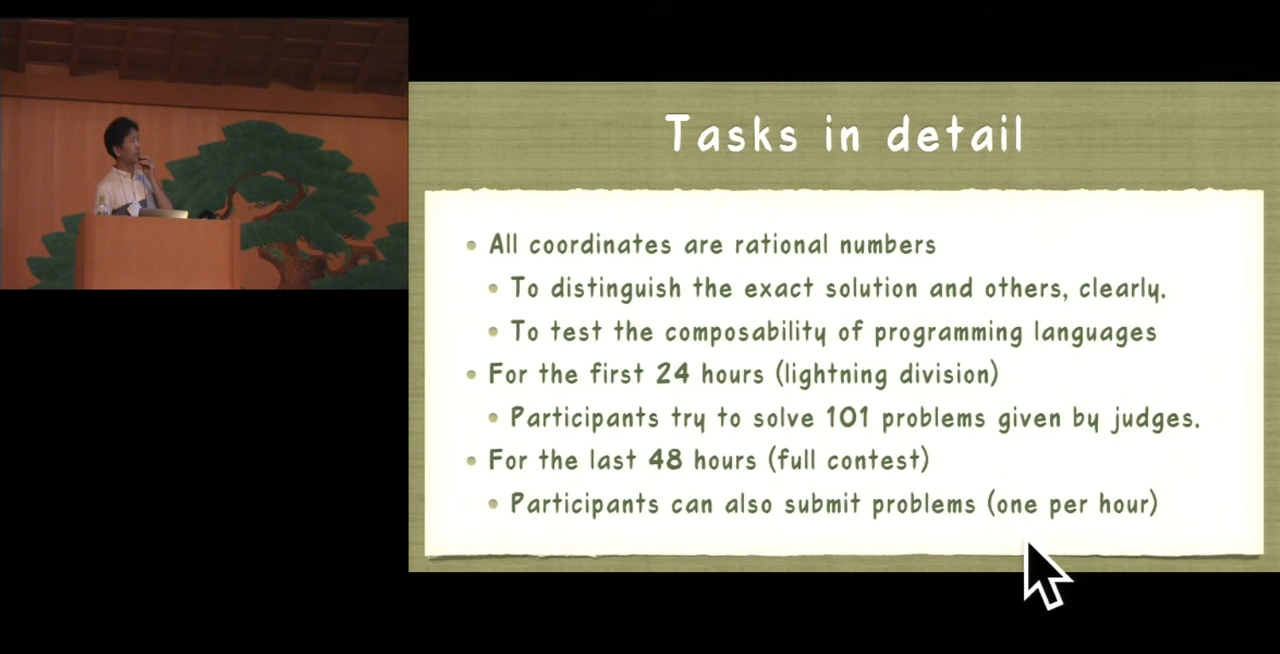 Tasks in detail
All coordinates are rational numbers
To distinguish the exact solution and others, clearly.
To test the composability of programming languages
For the first 24 hours (lightning division)
Participants try to solve 101 problems given by judges.
For the last 48 hours (full contest)
Participants can also submit problems (one per hour)